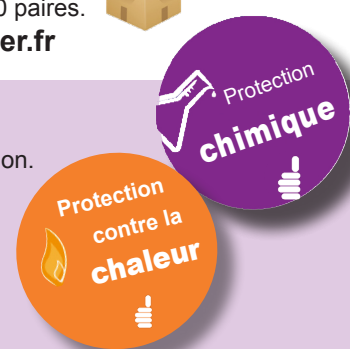 0 paires.
er.fr
on.
Protection
chimique
Protection
contre la
chaleur